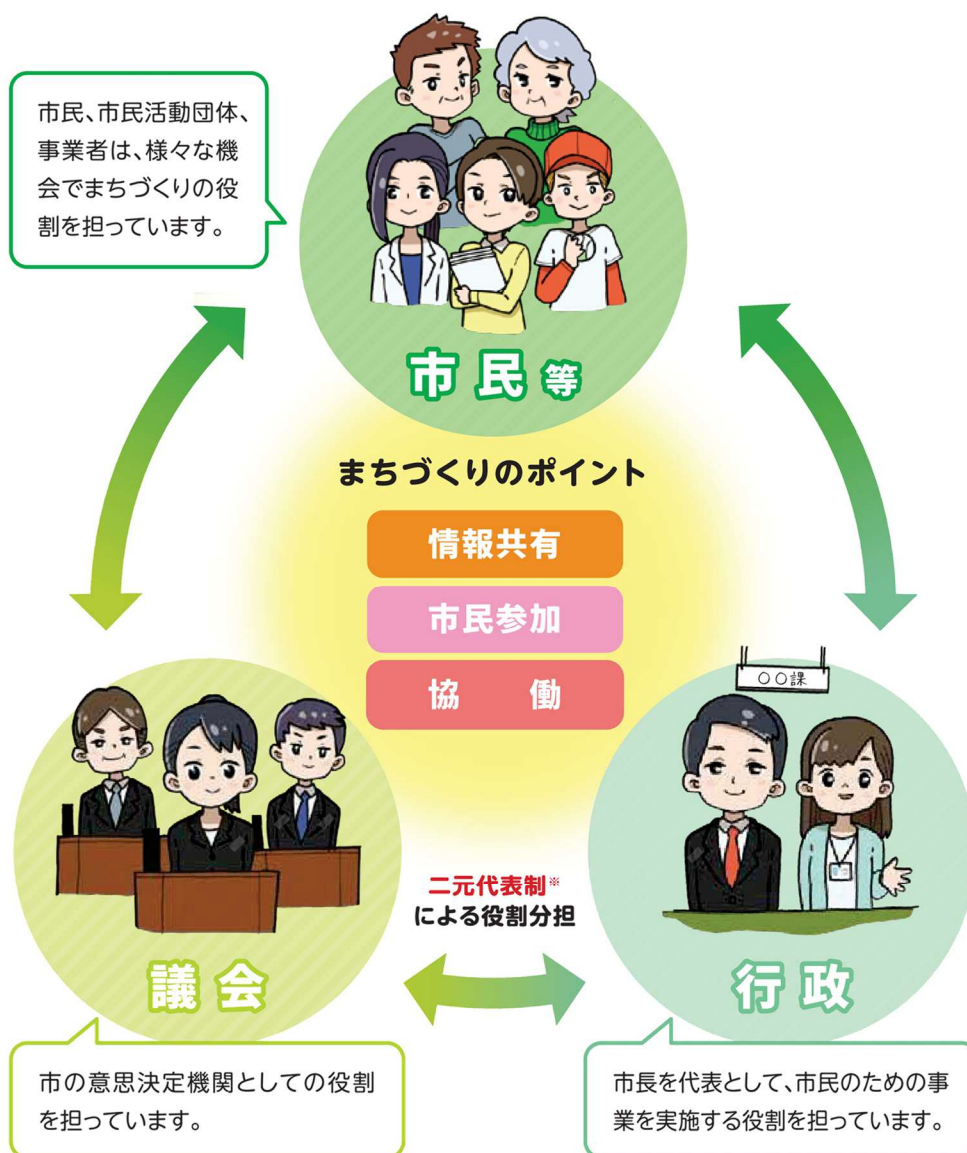 市民、市民活動団体、
事業者は、様々な機
会でまちづくりの役
割を担っています。
市民等
まちづくりのポイント
情報共有
市民参加
協働
○○課
二元代表制※
による役割分担
議会
行政
市の意思決定機関としての役割
を担っています。
市長を代表として、市民のための事
業を実施する役割を担っています。